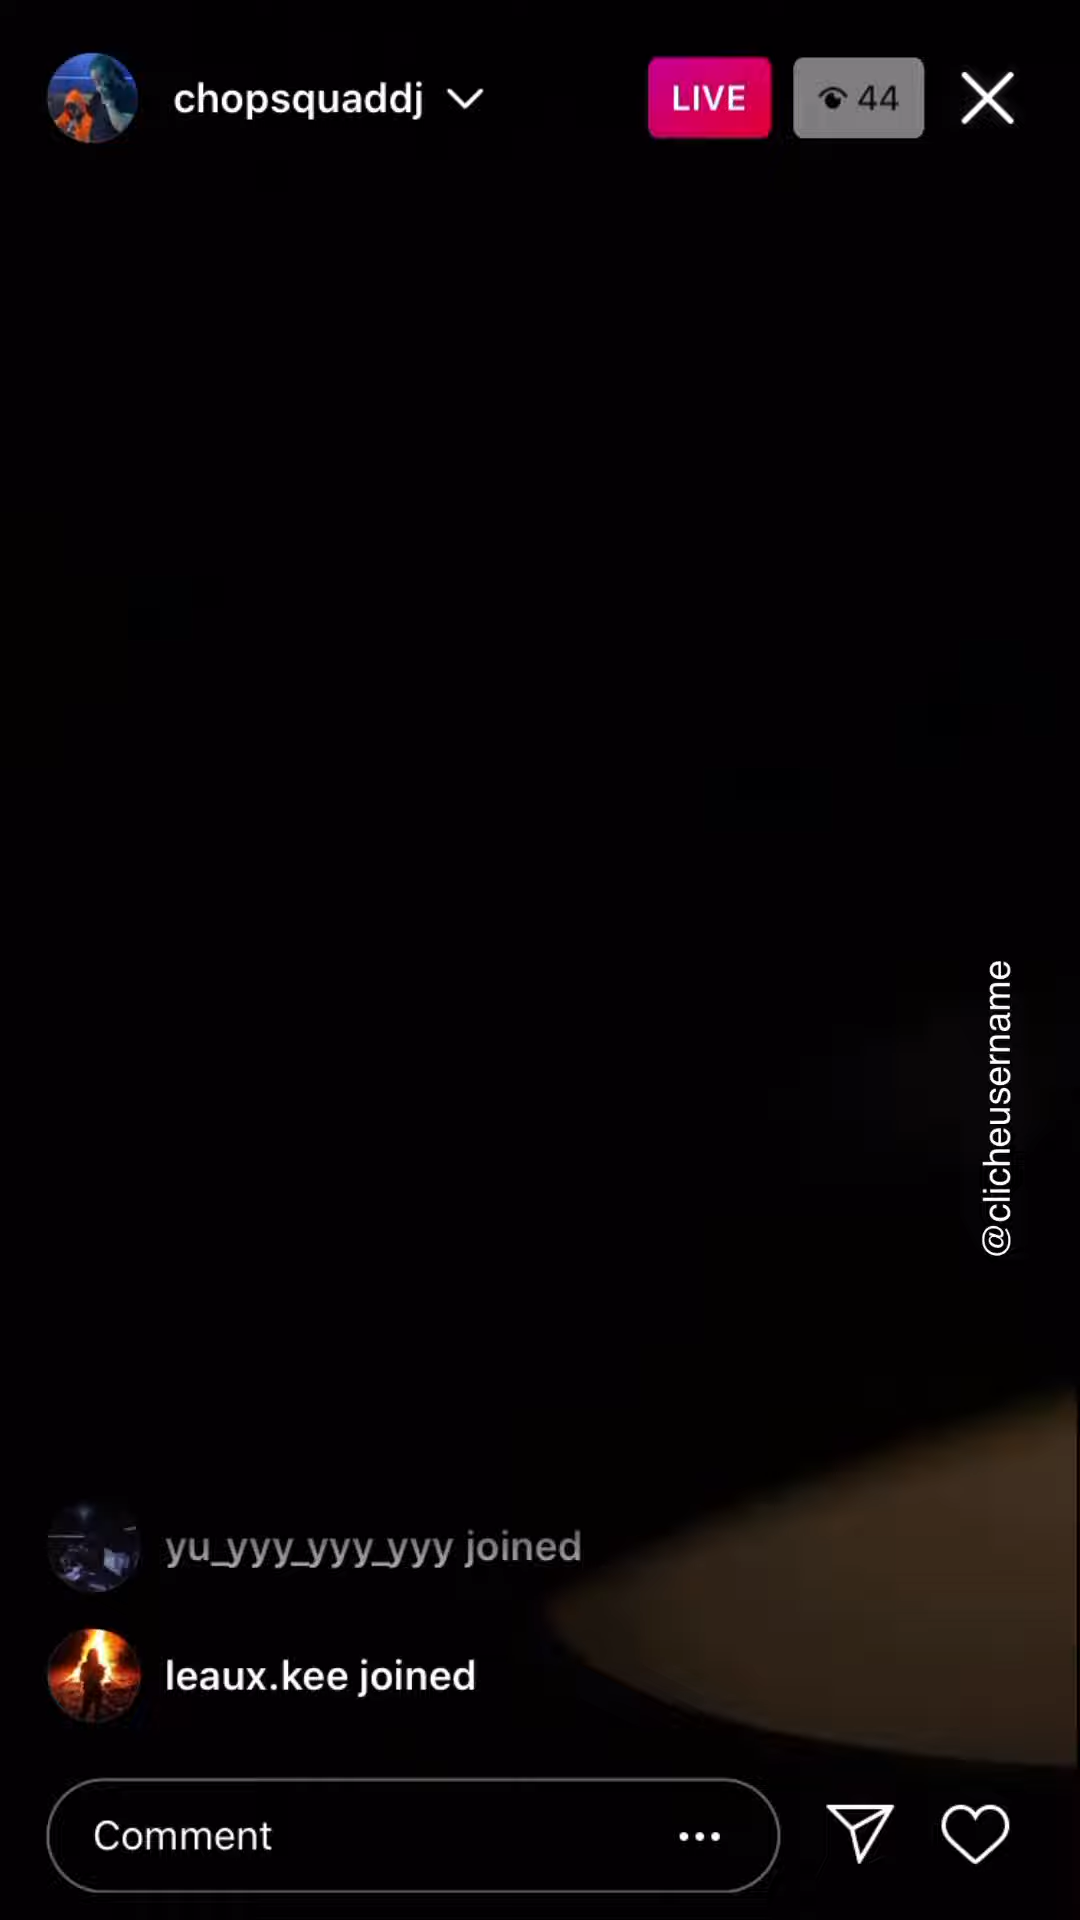 chopsquaddj
LIVE
44
@clicheusername
yu_yyy_yyy_yyy joined
leaux.kee joined
Comment